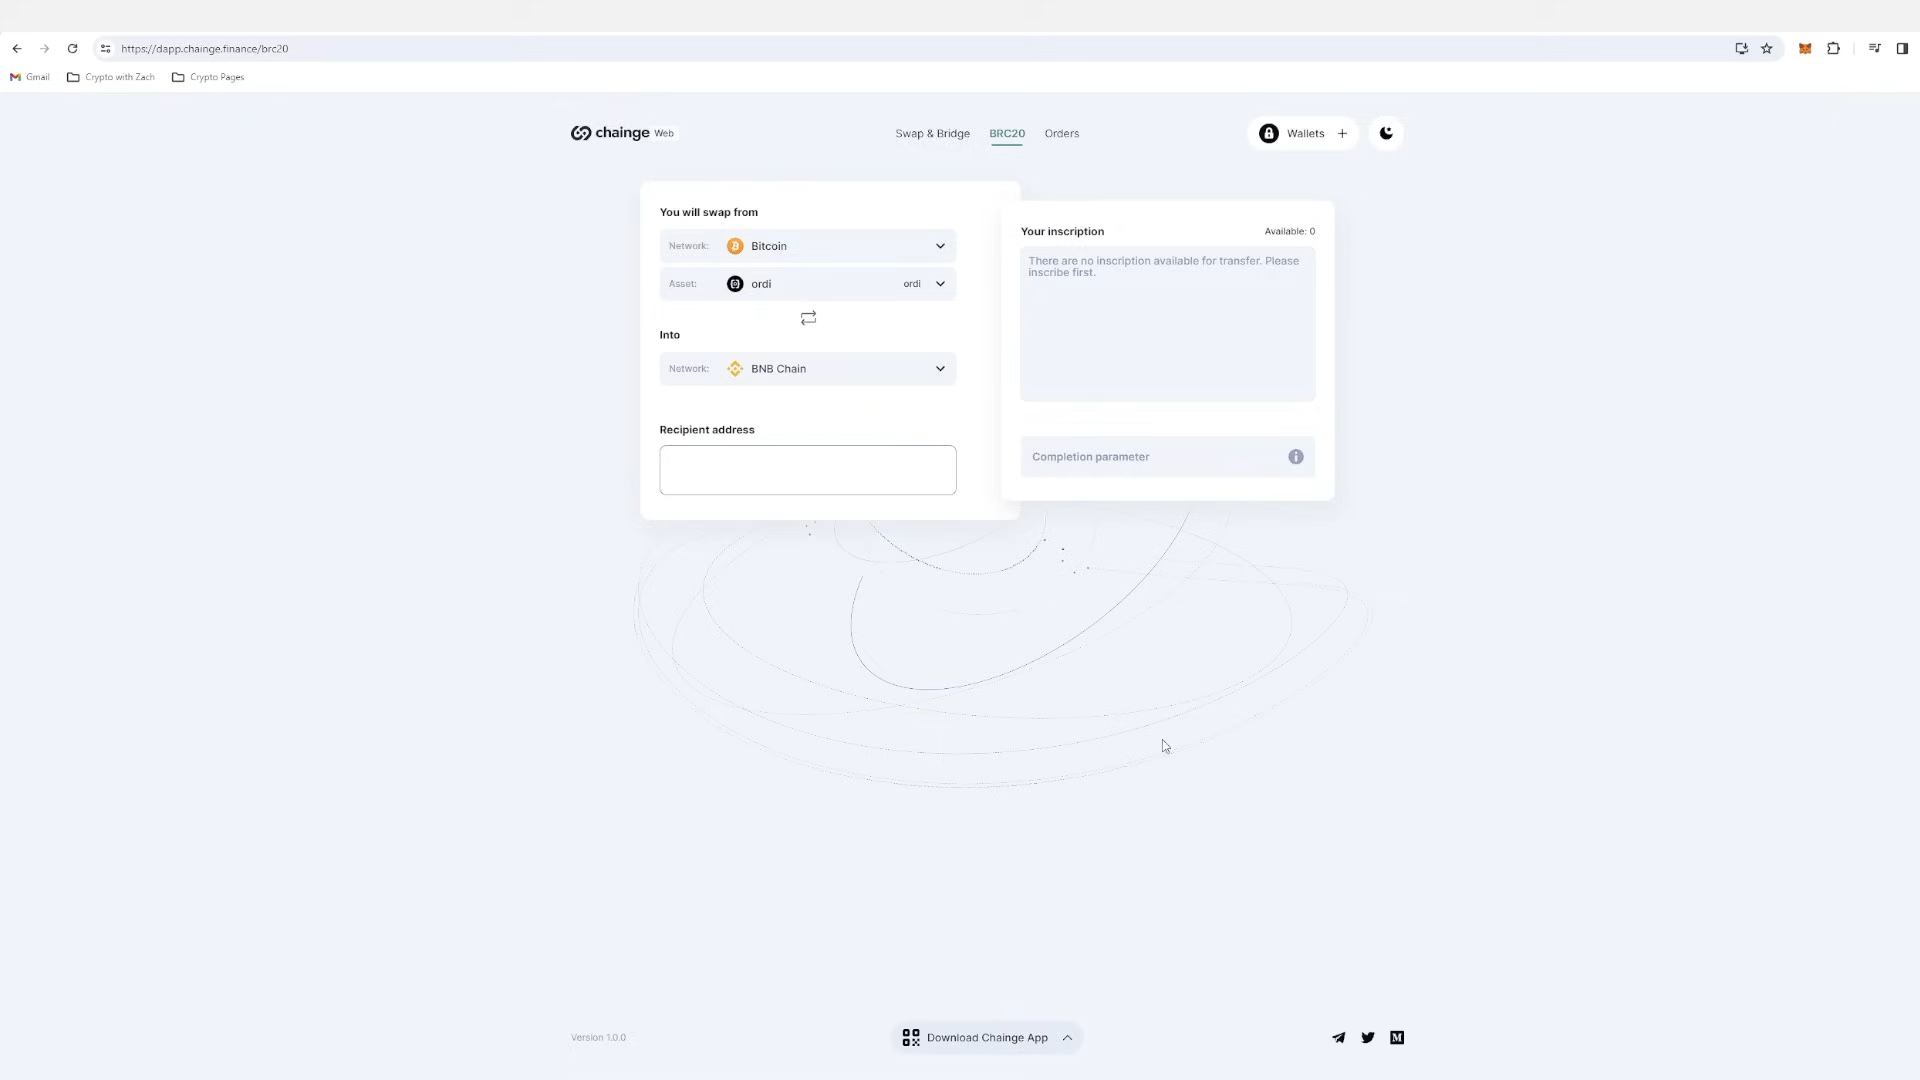 https://dapp.chainge.finance/brc20
Gmail
Crypto with Zach
Crypto Pages
chainge Web
Swap & Bridge
BRC20
Orders
Wallets
You will swap from
Network: Bitcoin
Asset: ordi ordi
Into
Network: BNB Chain
Recipient address
Your inscription
Available: 0
There are no inscription available for transfer. Please
inscribe first.
Completion parameter
Version 1.0.0
Download Chainge App